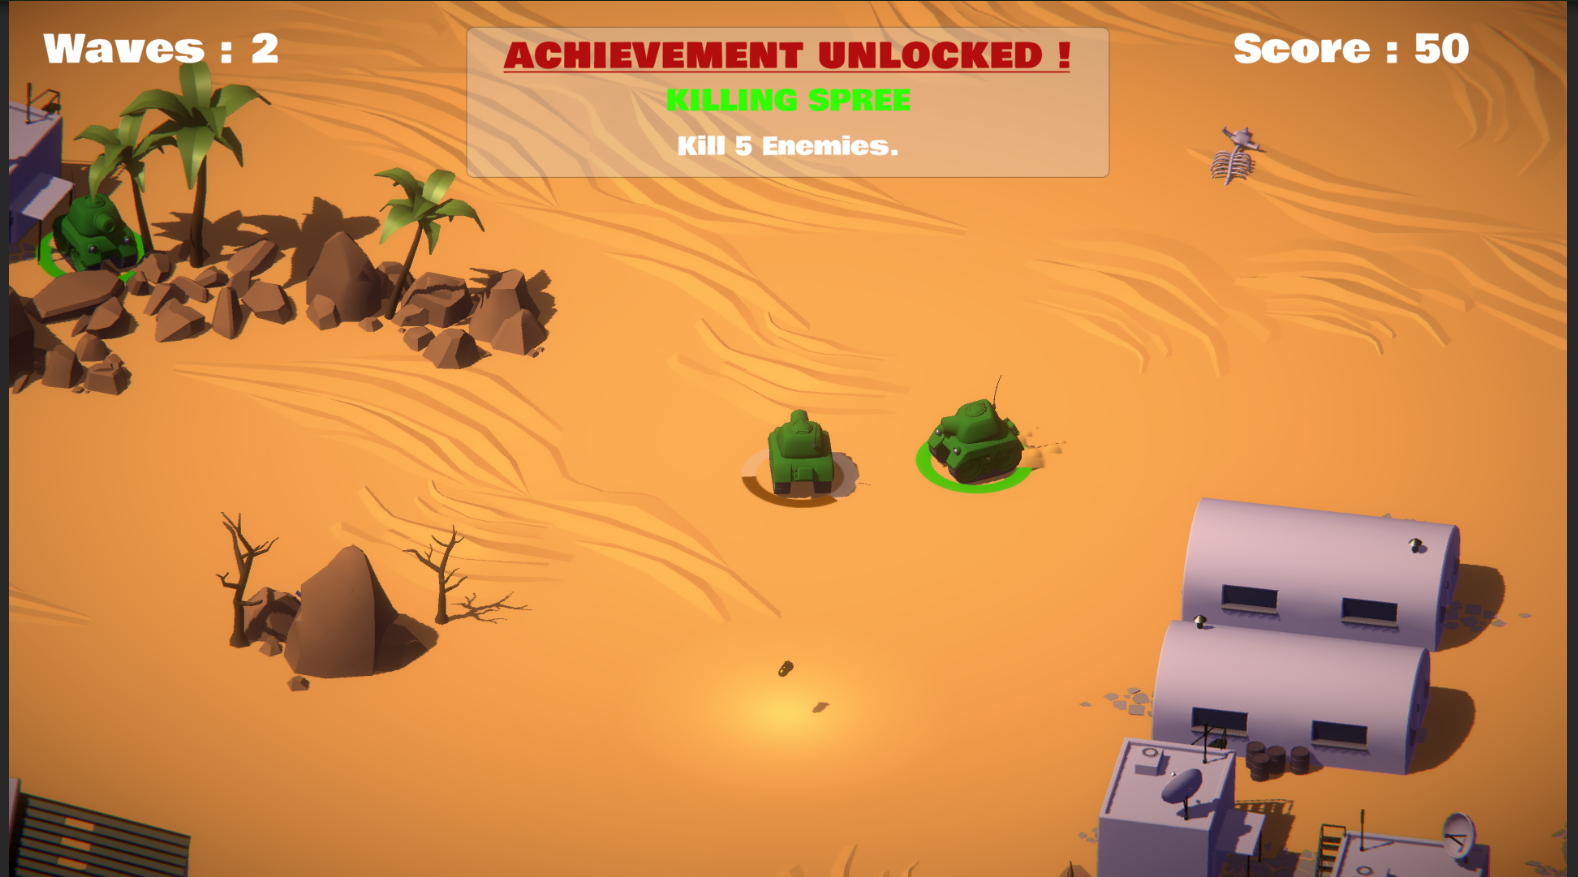 Waves : 2
ACHIEVEMENT UNLOCKED !
KILLING SPREE
Kill 5 Enemies.
Score : 50